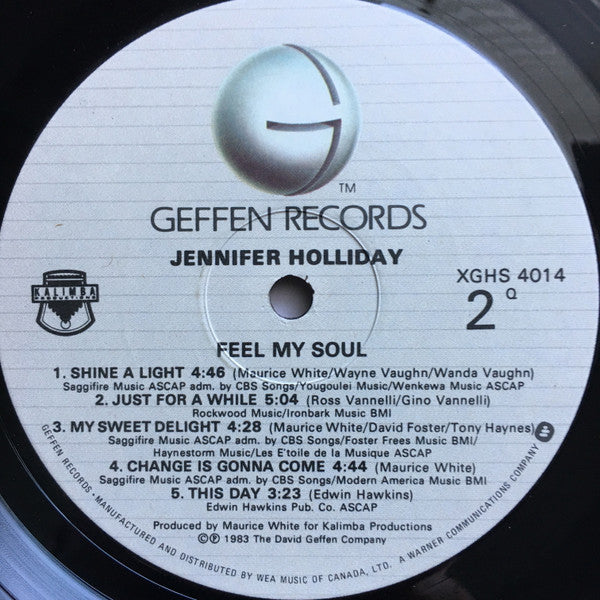 TM
GEFFEN RECORDS
JENNIFER HOLLIDAY
KALIMBA
PRODUCTIONS
XGHS 4014
2 Q
FEEL MY SOUL
1. SHINE A LIGHT 4:46 (Maurice White/Wayne Vaughn/Wanda Vaughn)
Saggifire Music ASCAP adm. by CBS Songs/Yougoulei Music/Wenkewa Music ASCAP
2. JUST FOR A WHILE 5:04 (Ross Vannelli/Gino Vannelli)
Rockwood Music/Ironbark Music BMI
3. MY SWEET DELIGHT 4:28 (Maurice White/David Foster/Tony Haynes)
Saggifire Music ASCAP adm. by CBS Songs/Foster Frees Music BMI/
Haynestorm Music/Les E'toile de la Musique ASCAP
4. CHANGE IS GONNA COME 4:44 (Maurice White)
Saggifire Music ASCAP adm. by CBS Songs/Modern America Music BMI
5. THIS DAY 3:23 (Edwin Hawkins)
Edwin Hawkins Pub. Co. ASCAP
Produced by Maurice White for Kalimba Productions
©℗ 1983 The David Geffen Company
GEFFEN RECORDS • MANUFACTURED AND DISTRIBUTED BY WEA MUSIC OF CANADA, LTD. A WARNER COMMUNICATIONS COMPANY